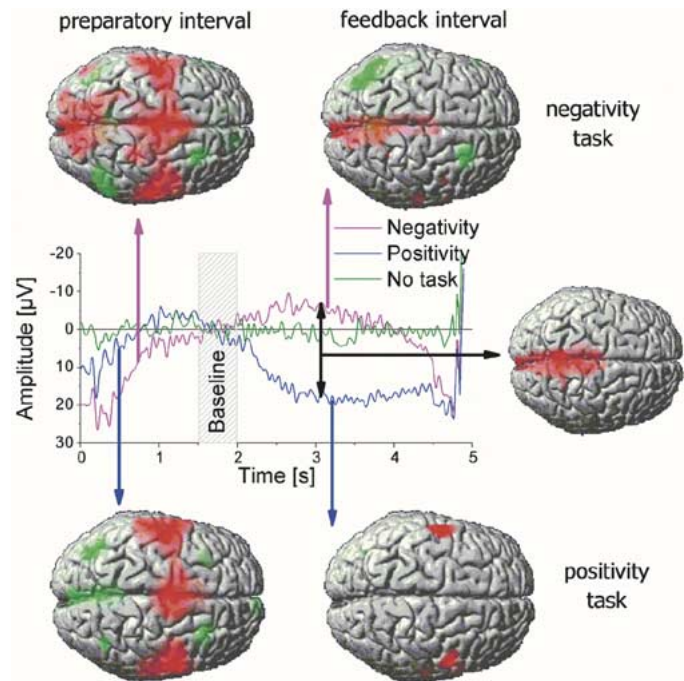 preparatory interval
feedback interval
negativity
task
Negativity
Positivity
No task
Amplitude [µV]
-20
-10
0
10
20
30
Baseline
0
1
2
3
4
5
Time [s]
positivity
task